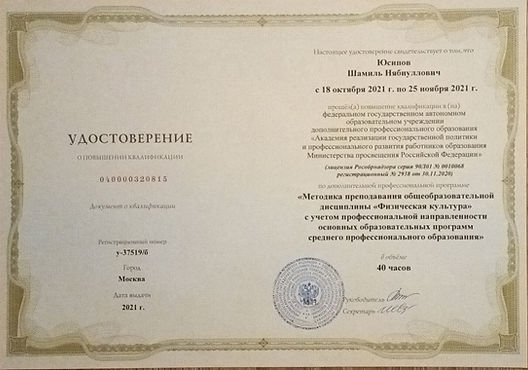 УДОСТОВЕРЕНИЕ
О ПОВЫШЕНИИ КВАЛИФИКАЦИИ
040000320815
Документ о квалификации
Регистрационный номер
у-37519/б
Город
Москва
Дата выдачи
2021 г.
Настоящее удостоверение свидетельствует о том, что
Юсипов
Шамиль Нябиуллович
с 18 октября 2021 г. по 25 ноября 2021 г.
прошёл(а) повышение квалификации в (на)
федеральном государственном автономном
образовательном учреждении
дополнительного профессионального образования
«Академия реализации государственной политики
и профессионального развития работников образования
Министерства просвещения Российской Федерации»
(лицензия Рособрнадзора серия 90Л01 № 0010068
регистрационный № 2938 от 30.11.2020)
по дополнительной профессиональной программе
«Методика преподавания общеобразовательной
дисциплины «Физическая культура»
с учетом профессиональной направленности
основных образовательных программ
среднего профессионального образования»
в объёме
40 часов
Руководитель
Секретарь